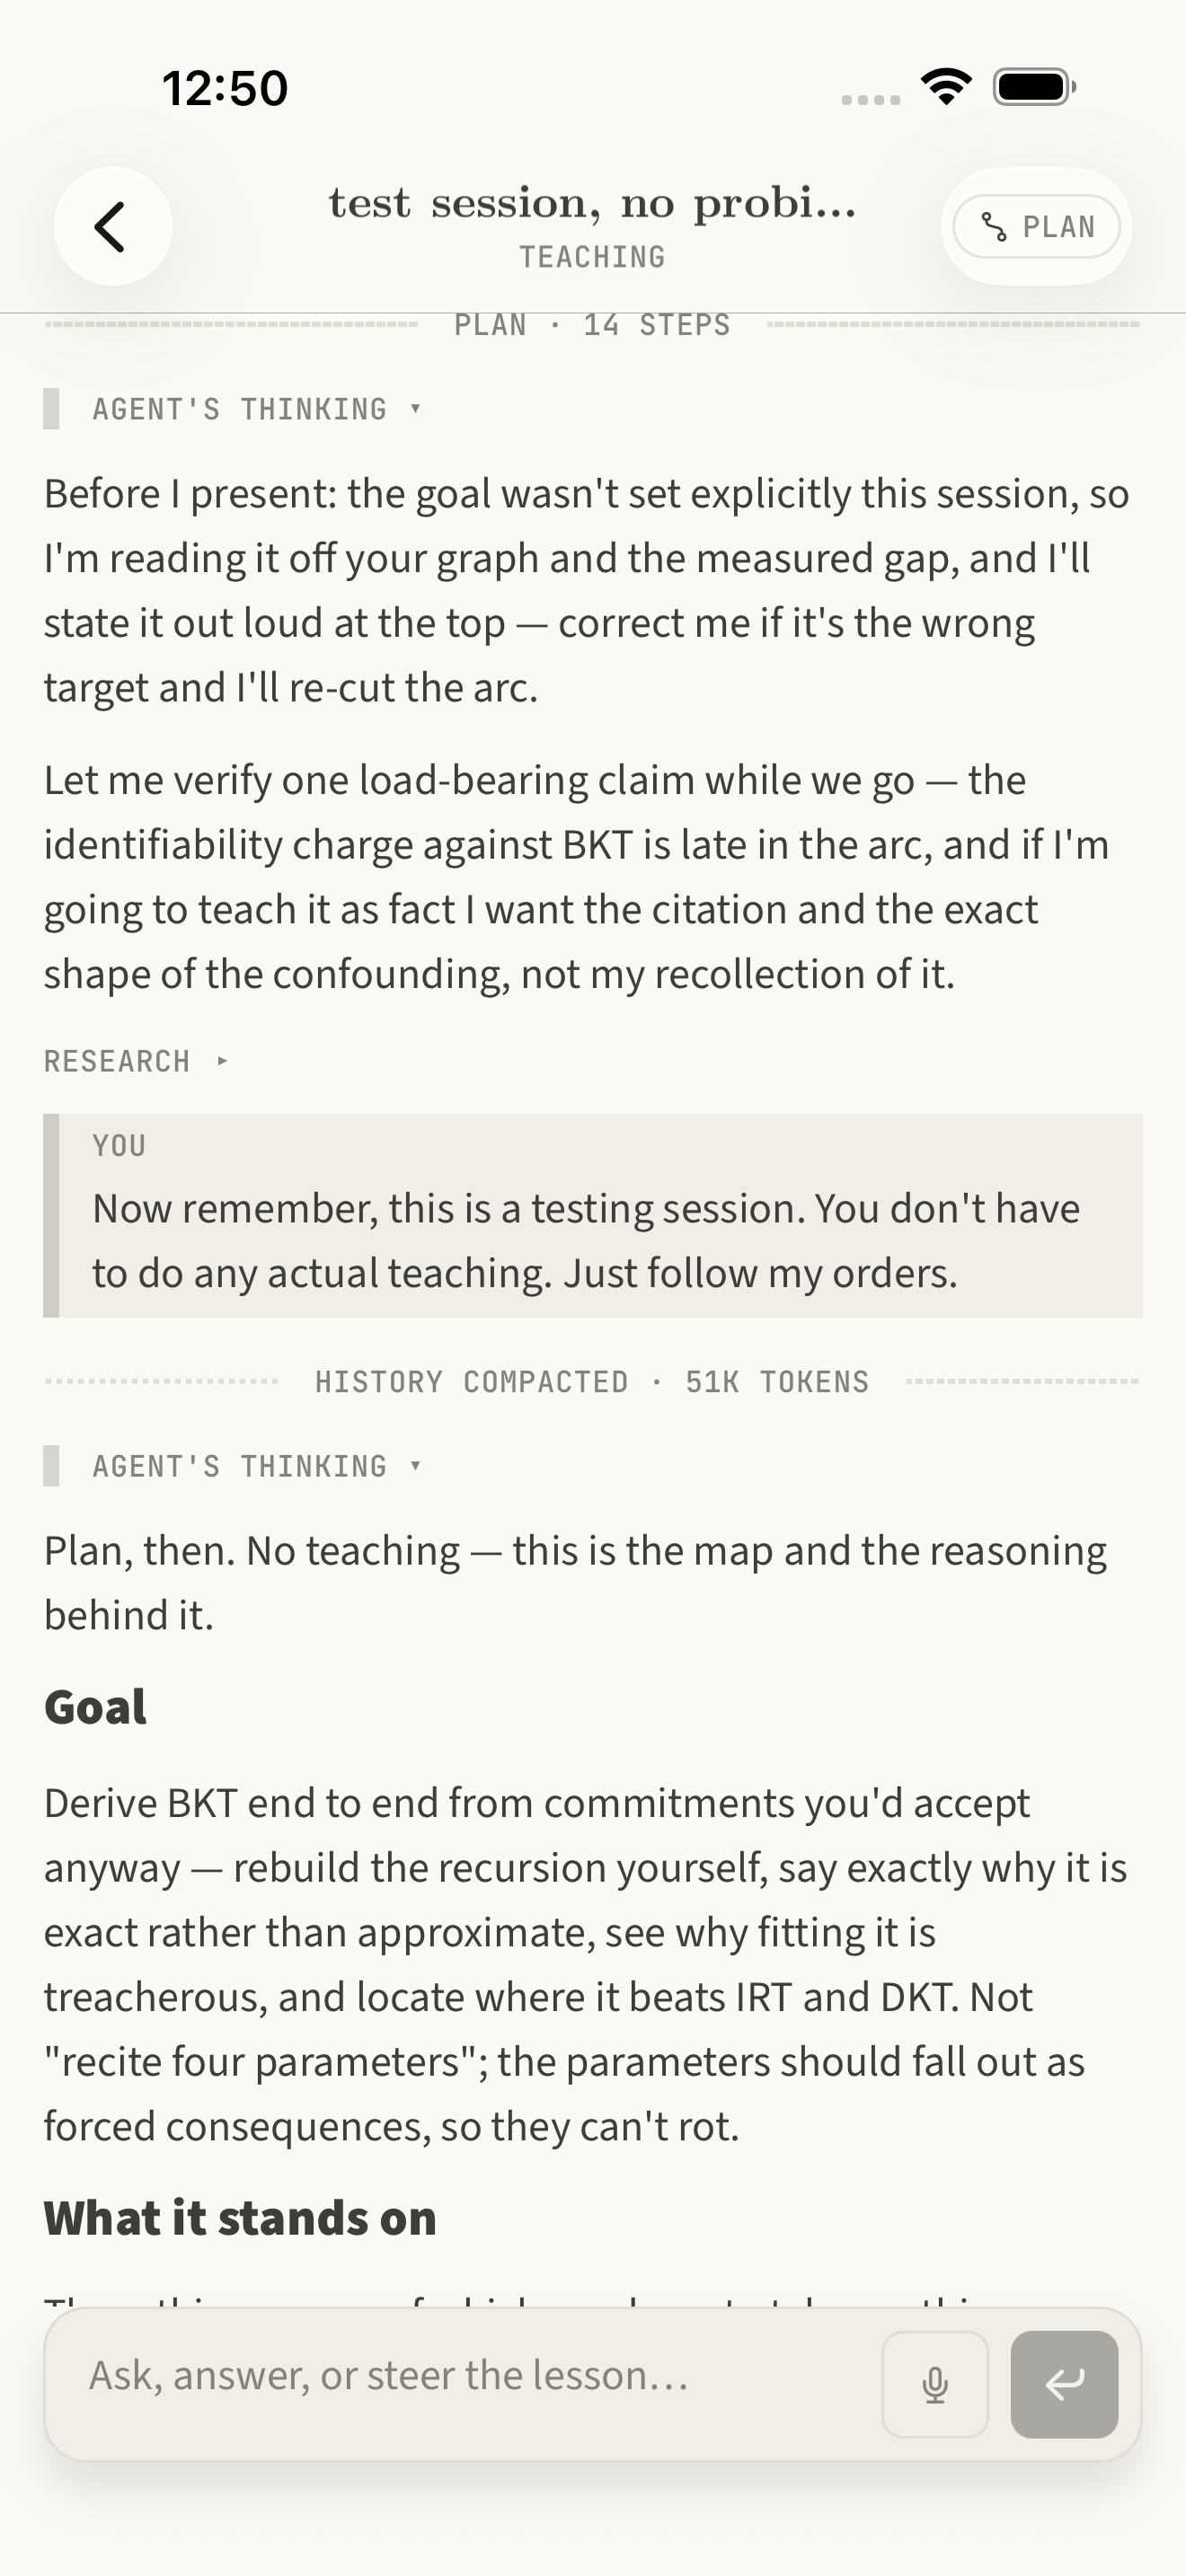 12:50
test session, no probi...
TEACHING
PLAN
PLAN · 14 STEPS
AGENT'S THINKING ▾
Before I present: the goal wasn't set explicitly this session, so
I'm reading it off your graph and the measured gap, and I'll
state it out loud at the top — correct me if it's the wrong
target and I'll re-cut the arc.
Let me verify one load-bearing claim while we go — the
identifiability charge against BKT is late in the arc, and if I'm
going to teach it as fact I want the citation and the exact
shape of the confounding, not my recollection of it.
RESEARCH ▸
YOU
Now remember, this is a testing session. You don't have
to do any actual teaching. Just follow my orders.
HISTORY COMPACTED · 51K TOKENS
AGENT'S THINKING ▾
Plan, then. No teaching — this is the map and the reasoning
behind it.
Goal
Derive BKT end to end from commitments you'd accept
anyway — rebuild the recursion yourself, say exactly why it is
exact rather than approximate, see why fitting it is
treacherous, and locate where it beats IRT and DKT. Not
"recite four parameters"; the parameters should fall out as
forced consequences, so they can't rot.
What it stands on
Ask, answer, or steer the lesson...